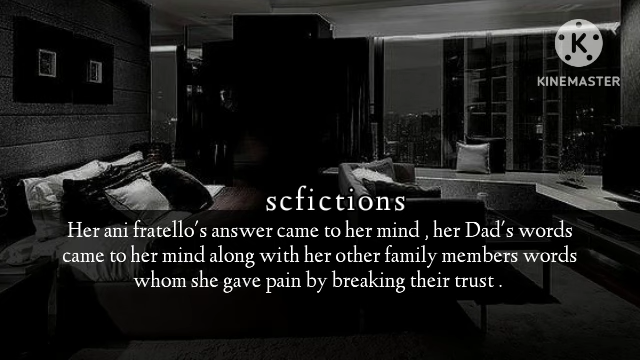 KINEMASTER
scfictions
Her ani fratello's answer came to her mind , her Dad's words
came to her mind along with her other family members words
whom she gave pain by breaking their trust .